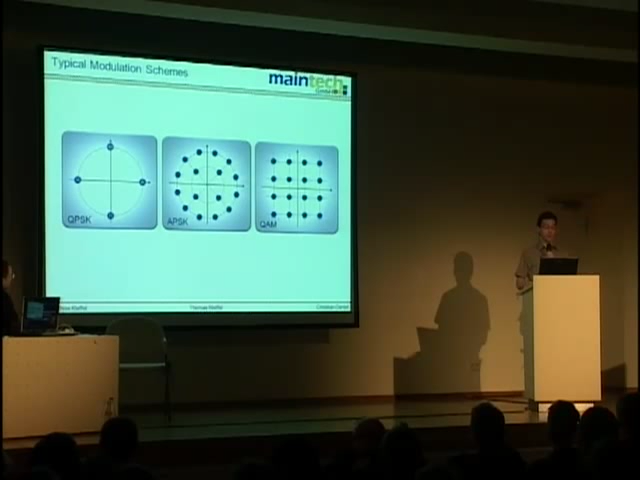 Typical Modulation Schemes
maintech
QPSK
APSK
QAM